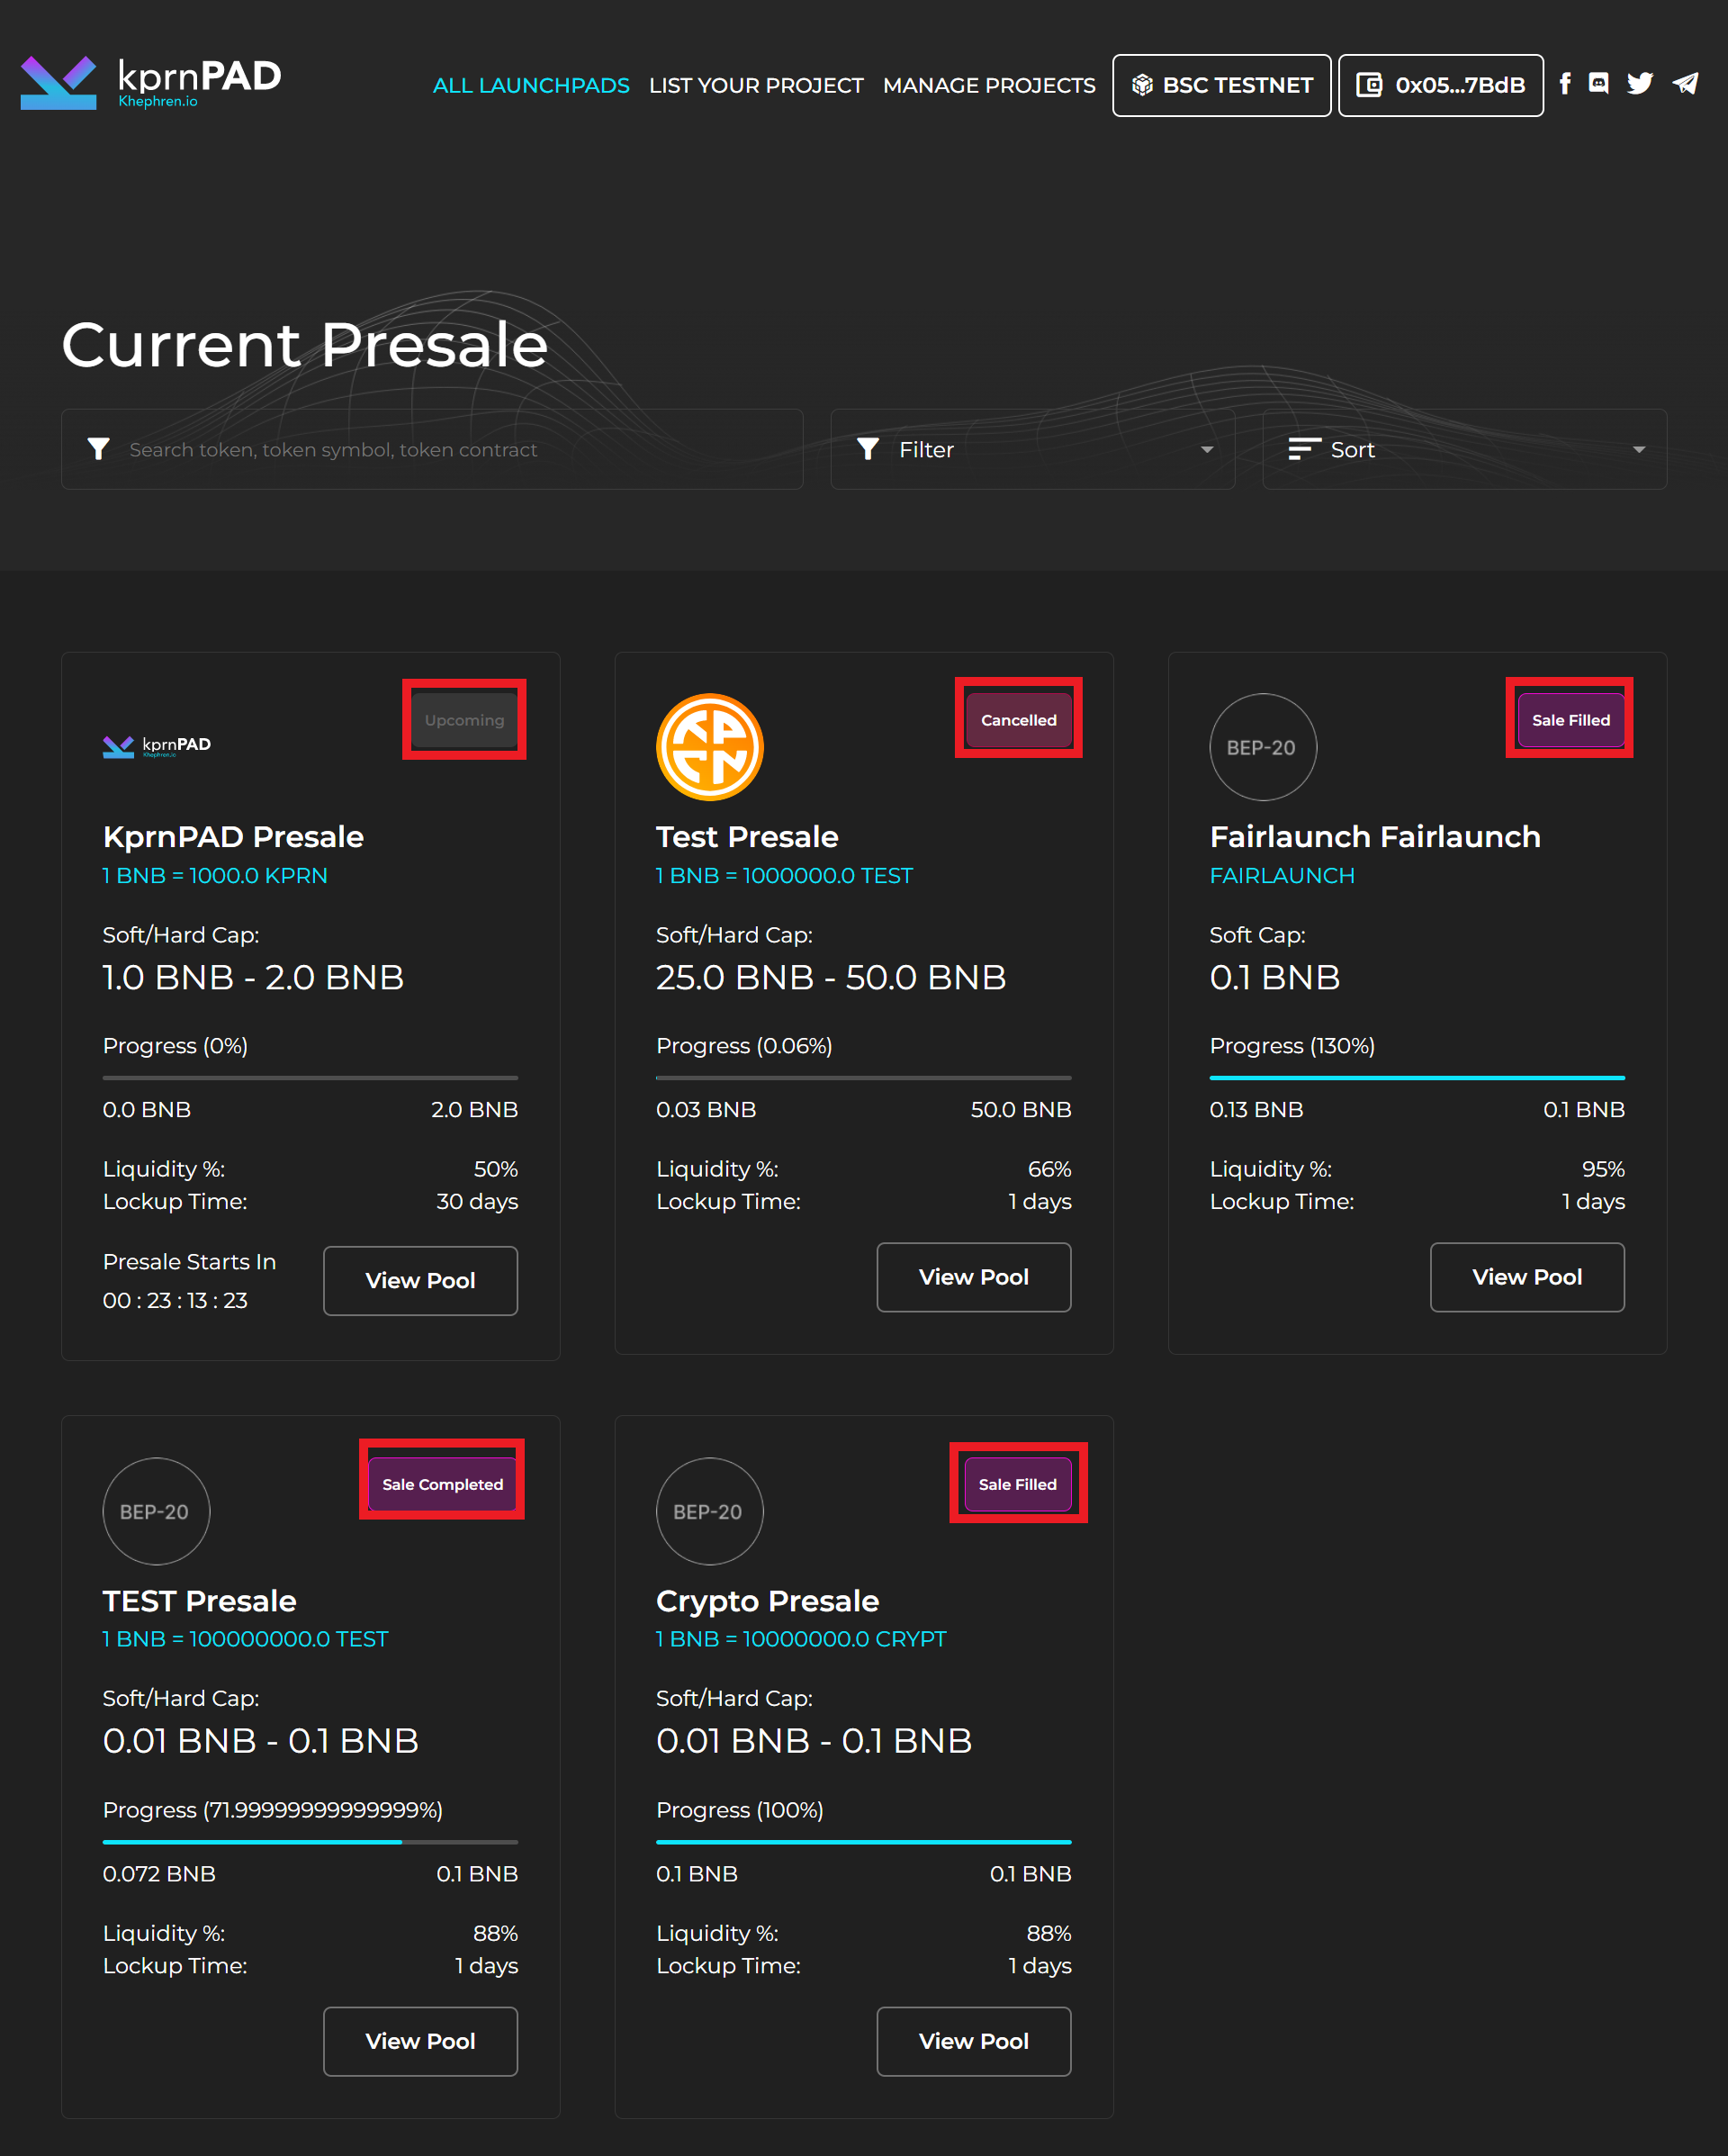 kprnPAD
Khephren.io
ALL LAUNCHPADS LIST YOUR PROJECT MANAGE PROJECTS BSC TESTNET 0x05...7BdB
Current Presale
Search token, token symbol, token contract
Filter
Sort
kprnPAD
Khephren.io
Upcoming
KprnPAD Presale
1 BNB = 1000.0 KPRN
Soft/Hard Cap:
1.0 BNB - 2.0 BNB
Progress (0%)
0.0 BNB 2.0 BNB
Liquidity %: 50%
Lockup Time: 30 days
Presale Starts In
00 : 23 : 13 : 23
View Pool
KPRN
Cancelled
Test Presale
1 BNB = 1000000.0 TEST
Soft/Hard Cap:
25.0 BNB - 50.0 BNB
Progress (0.06%)
0.03 BNB 50.0 BNB
Liquidity %: 66%
Lockup Time: 1 days
View Pool
BEP-20
Sale Filled
Fairlaunch Fairlaunch
FAIRLAUNCH
Soft Cap:
0.1 BNB
Progress (130%)
0.13 BNB 0.1 BNB
Liquidity %: 95%
Lockup Time: 1 days
View Pool
BEP-20
Sale Completed
TEST Presale
1 BNB = 100000000.0 TEST
Soft/Hard Cap:
0.01 BNB - 0.1 BNB
Progress (71.99999999999999%)
0.072 BNB 0.1 BNB
Liquidity %: 88%
Lockup Time: 1 days
View Pool
BEP-20
Sale Filled
Crypto Presale
1 BNB = 10000000.0 CRYPT
Soft/Hard Cap:
0.01 BNB - 0.1 BNB
Progress (100%)
0.1 BNB 0.1 BNB
Liquidity %: 88%
Lockup Time: 1 days
View Pool